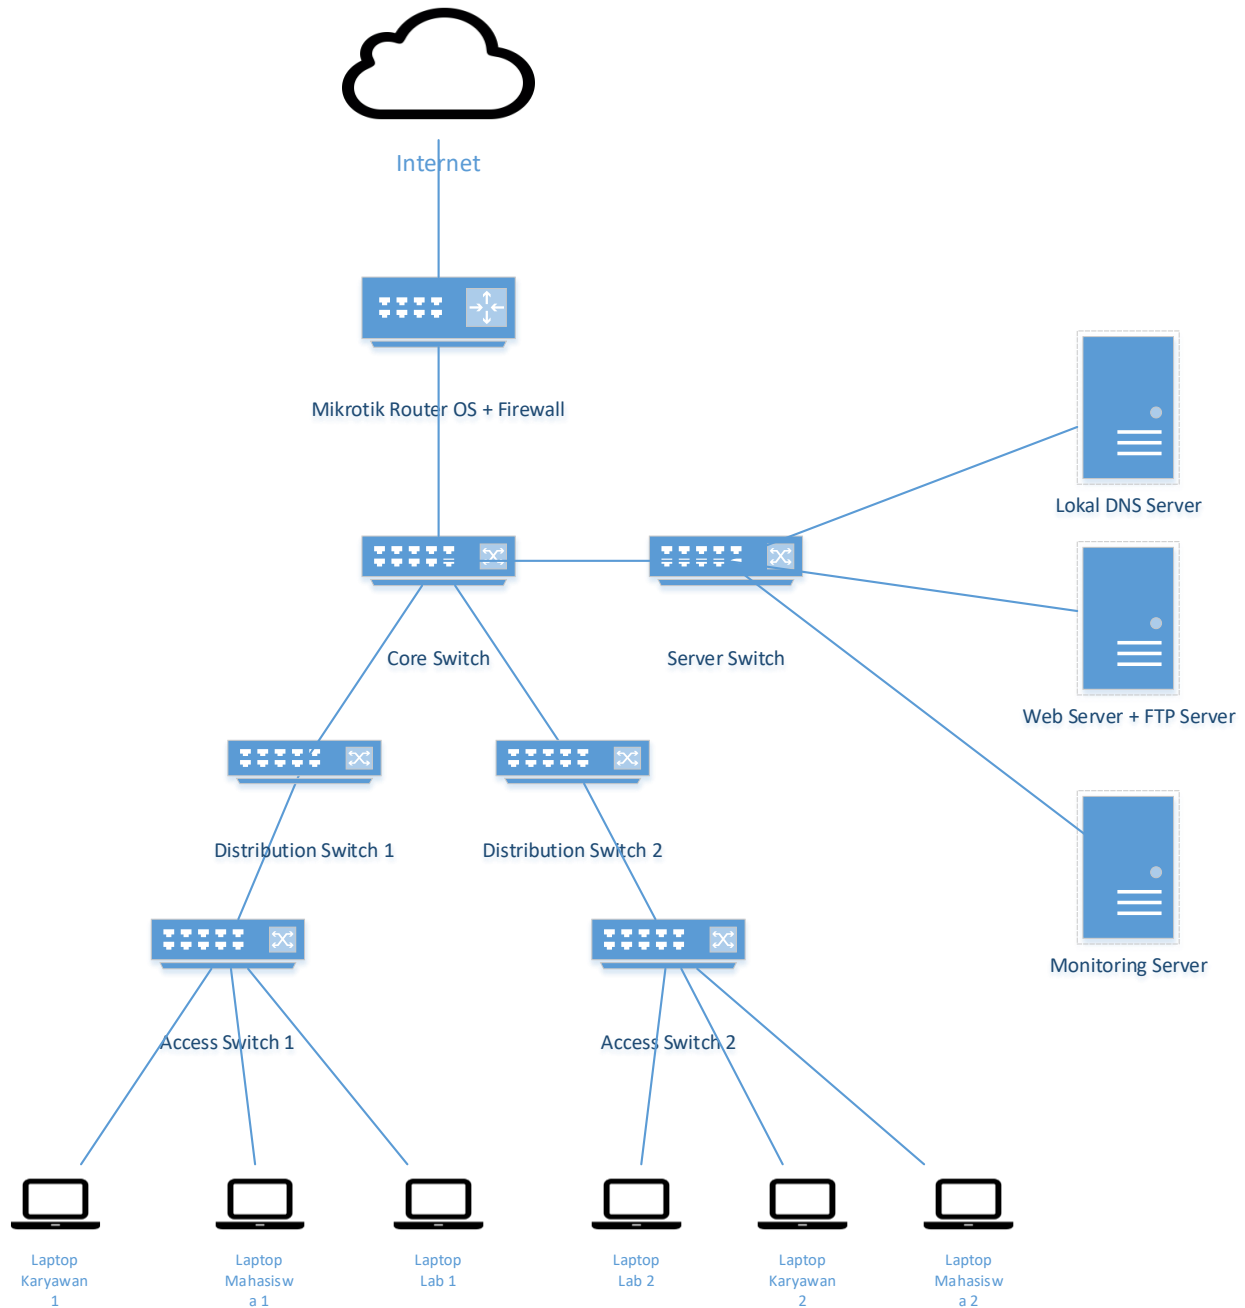 Internet
Mikrotik Router OS + Firewall
Lokal DNS Server
Core Switch
Server Switch
Web Server + FTP Server
Distribution Switch 1
Distribution Switch 2
Monitoring Server
Access Switch 1
Access Switch 2
Laptop
Karyawan
1
Laptop
Mahasisw
a 1
Laptop
Lab 1
Laptop
Lab 2
Laptop
Karyawan
2
Laptop
Mahasisw
a 2